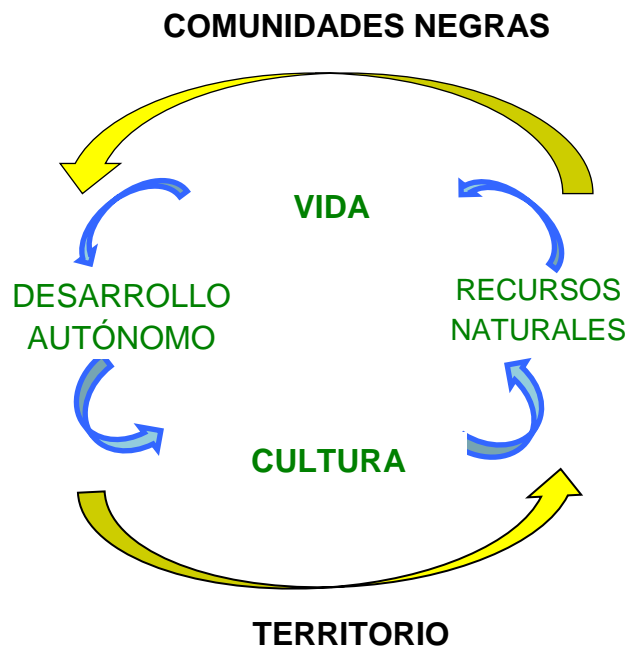 COMUNIDADES NEGRAS
VIDA
DESARROLLO
AUTÓNOMO
RECURSOS
NATURALES
CULTURA
TERRITORIO